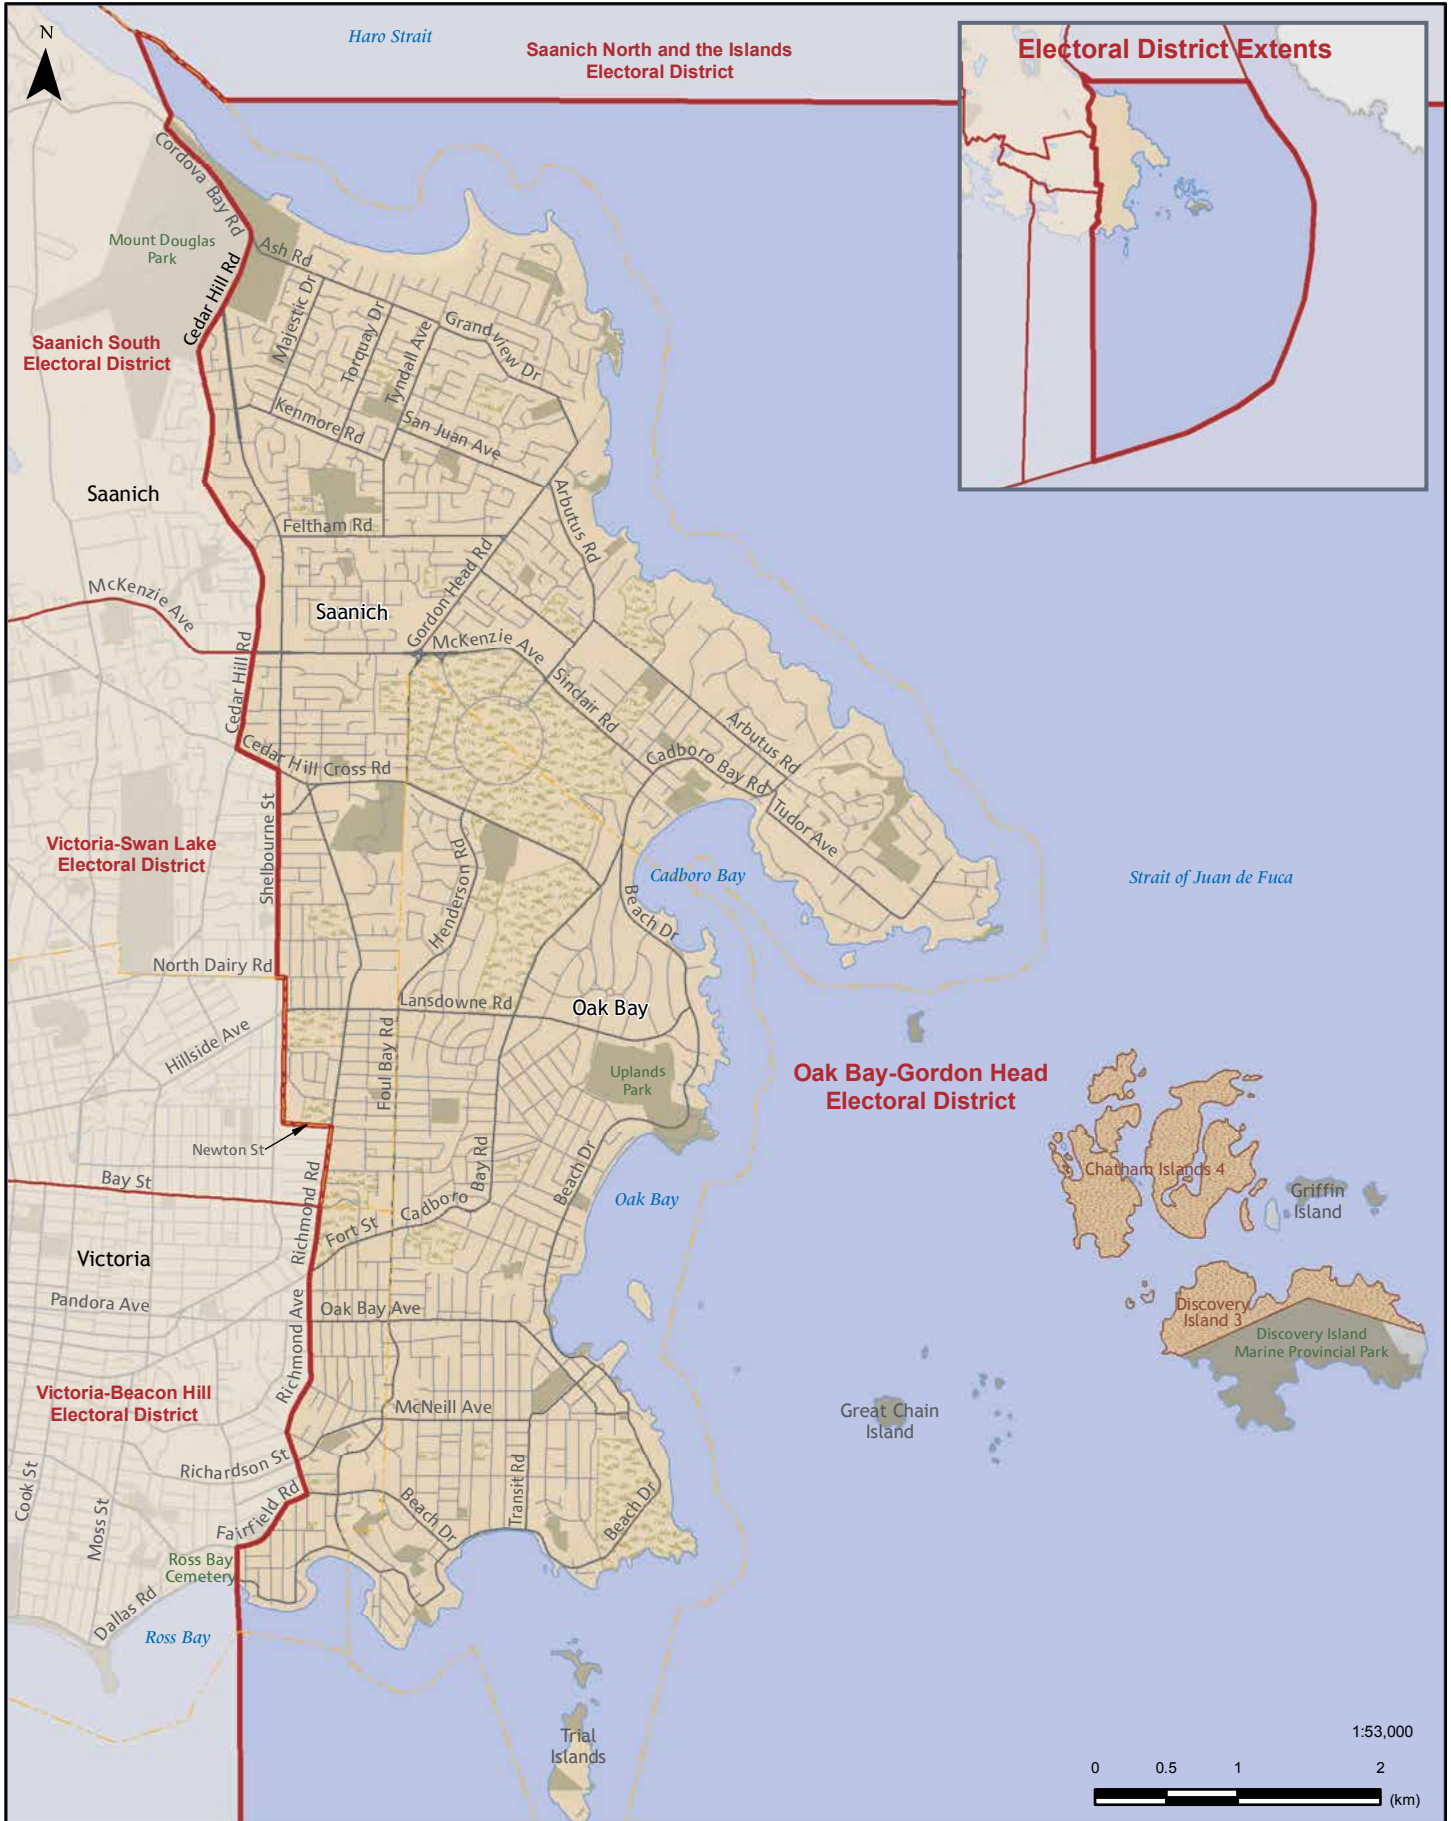 N
Haro Strait
Saanich North and the Islands
Electoral District
Electoral District Extents
Cordova Bay Rd
Mount Douglas
Park
Ash Rd
Cedar Hill Rd
Majestic Dr
Torquay Dr
Tyndall Ave
Grandview Dr
Saanich South
Electoral District
Kenmore Rd
San Juan Ave
Saanich
Arbutus Rd
Feltham Rd
Gordon Head Rd
McKenzie Ave
Saanich
McKenzie Ave
Cedar Hill Rd
Sinclair Rd
Arbutus Rd
Cedar Hill Cross Rd
Cadboro Bay Rd
Tudor Ave
Shelbourne St
Victoria-Swan Lake
Electoral District
Henderson Rd
Cadboro Bay
Strait of Juan de Fuca
Beach Dr
North Dairy Rd
Lansdowne Rd
Oak Bay
Hillside Ave
Foul Bay Rd
Uplands
Park
Oak Bay-Gordon Head
Electoral District
Newton St
Bay St
Richmond Rd
Cadboro Bay Rd
Beach Dr
Oak Bay
Chatham Islands 4
Griffin
Island
Fort St
Victoria
Pandora Ave
Oak Bay Ave
Richmond Ave
Discovery
Island 3
Discovery Island
Marine Provincial Park
Victoria-Beacon Hill
Electoral District
McNeill Ave
Great Chain
Island
Richardson St
Cook St
Moss St
Fairfield Rd
Beach Dr
Transit Rd
Beach Dr
Ross Bay
Cemetery
Dallas Rd
Ross Bay
Trial
Islands
1:53,000
0 0.5 1 2
(km)